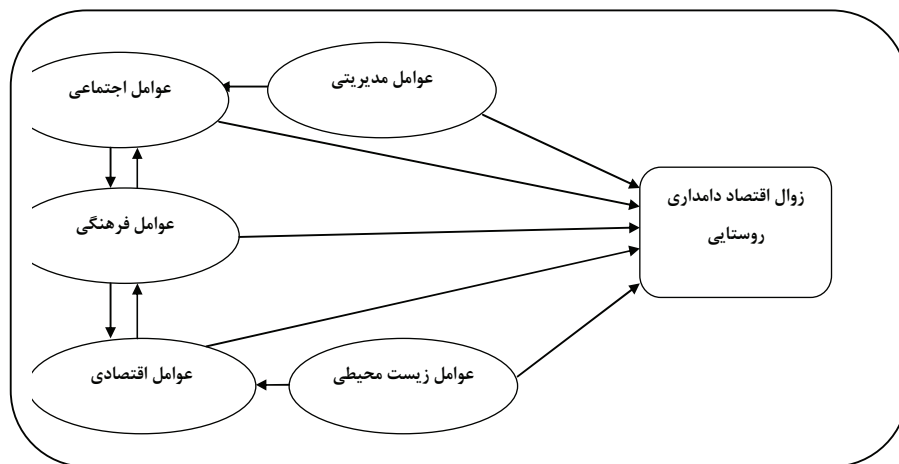 عوامل مدیریتی
عوامل اجتماعی
زوال اقتصاد دامداری
روستایی
عوامل فرهنگی
عوامل زیست محیطی
عوامل اقتصادی